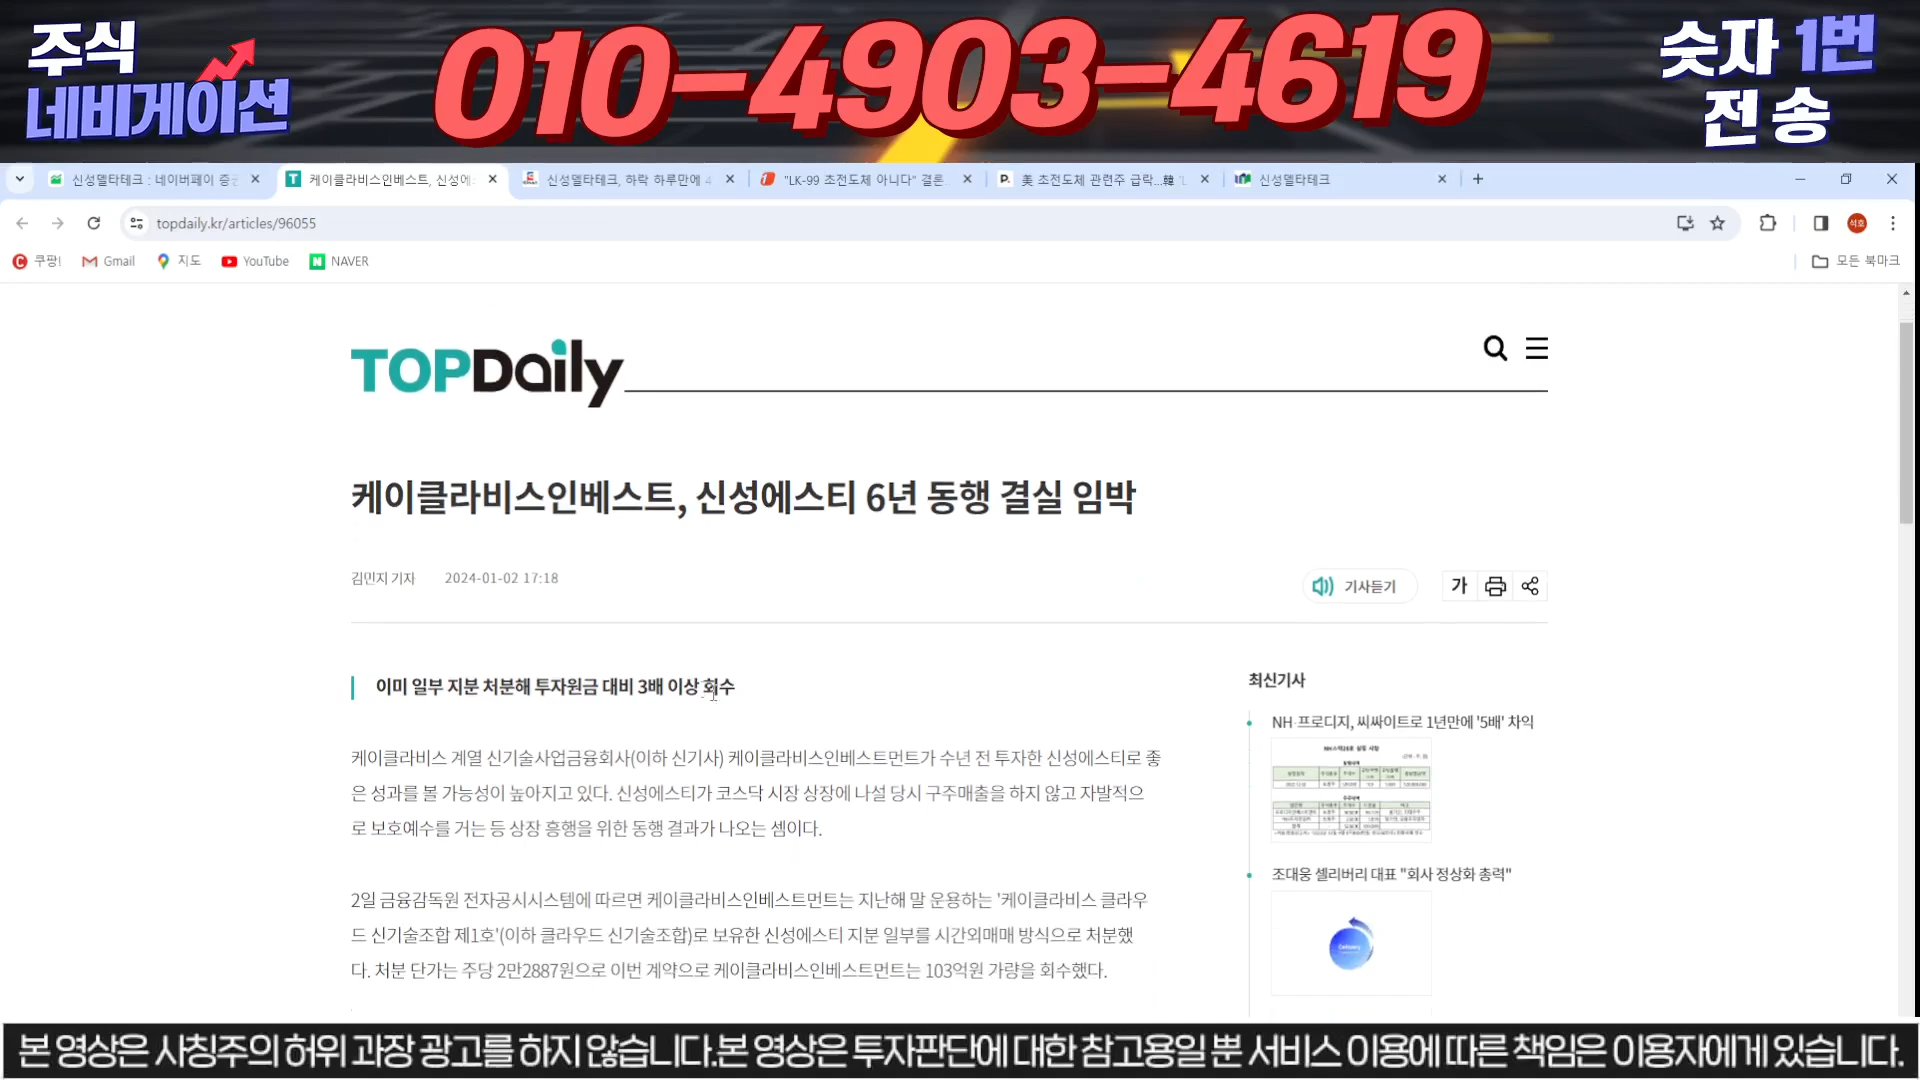 주식
네비게이션
010-4903-4619
숫자 1번
전송
신성델타테크 : 네이버페이 증권
케이클라비스인베스트, 신성에
신성델타테크, 하락 하루만에 4
"LK-99 초전도체 아니다" 결론
美 초전도체 관련주 급락...韓 "L
신성델타테크
topdaily.kr/articles/96055
석호
쿠팡!
Gmail
지도
YouTube
NAVER
모든 북마크
TOPDaily
케이클라비스인베스트, 신성에스티 6년 동행 결실 임박
김민지 기자 2024-01-02 17:18
기사듣기
가
이미 일부 지분 처분해 투자원금 대비 3배 이상 회수
케이클라비스 계열 신기술사업금융회사(이하 신기사) 케이클라비스인베스트먼트가 수년 전 투자한 신성에스티로 좋
은 성과를 볼 가능성이 높아지고 있다. 신성에스티가 코스닥 시장 상장에 나설 당시 구주매출을 하지 않고 자발적으
로 보호예수를 거는 등 상장 흥행을 위한 동행 결과가 나오는 셈이다.
2일 금융감독원 전자공시시스템에 따르면 케이클라비스인베스트먼트는 지난해 말 운용하는 '케이클라비스 클라우
드 신기술조합 제1호'(이하 클라우드 신기술조합)로 보유한 신성에스티 지분 일부를 시간외매매 방식으로 처분했
다. 처분 단가는 주당 2만2887원으로 이번 계약으로 케이클라비스인베스트먼트는 103억원 가량을 회수했다.
최신기사
NH·프로디지, 씨싸이트로 1년만에 '5배' 차익
조대웅 셀리버리 대표 "회사 정상화 총력"
본 영상은 사칭주의 허위 과장 광고를 하지 않습니다.본 영상은 투자판단에 대한 참고용일 뿐 서비스 이용에 따른 책임은 이용자에게 있습니다.